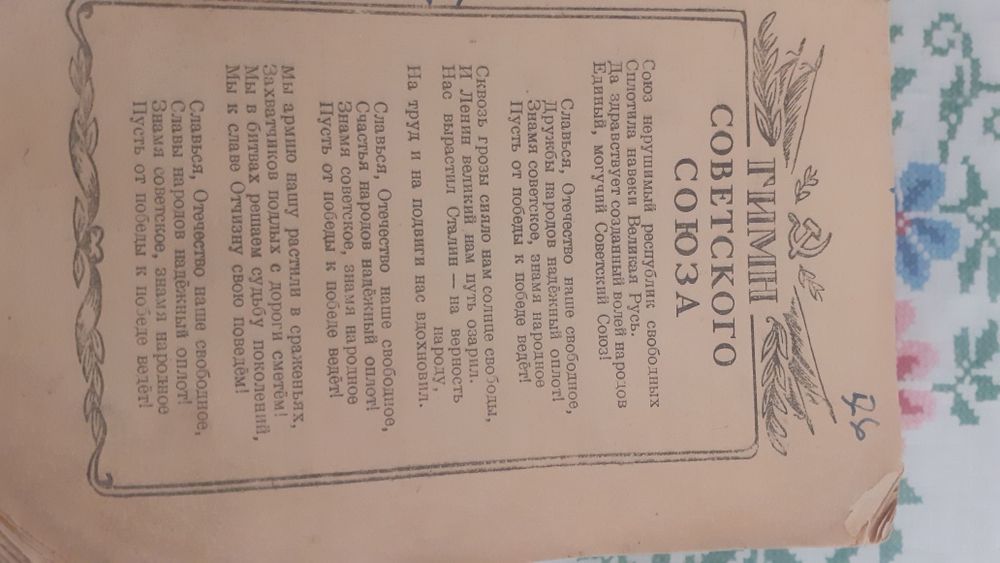 ГИМН
СОВЕТСКОГО
СОЮЗА
Союз нерушимый республик свободных
Сплотила навеки Великая Русь.
Да здравствует созданный волей народов
Единый, могучий Советский Союз!
Славься, Отечество наше свободное,
Дружбы народов надёжный оплот!
Знамя советское, знамя народное
Пусть от победы к победе ведёт!
Сквозь грозы сияло нам солнце свободы,
И Ленин великий нам путь озарил.
Нас вырастил Сталин — на верность
народу,
На труд и на подвиги нас вдохновил.
Славься, Отечество наше свободное,
Счастья народов надёжный оплот!
Знамя советское, знамя народное
Пусть от победы к победе ведёт!
Мы армию нашу растили в сраженьях,
Захватчиков подлых с дороги сметём!
Мы в битвах решаем судьбу поколений,
Мы к славе Отчизну свою поведём!
Славься, Отечество наше свободное,
Славы народов надёжный оплот!
Знамя советское, знамя народное
Пусть от победы к победе ведёт!